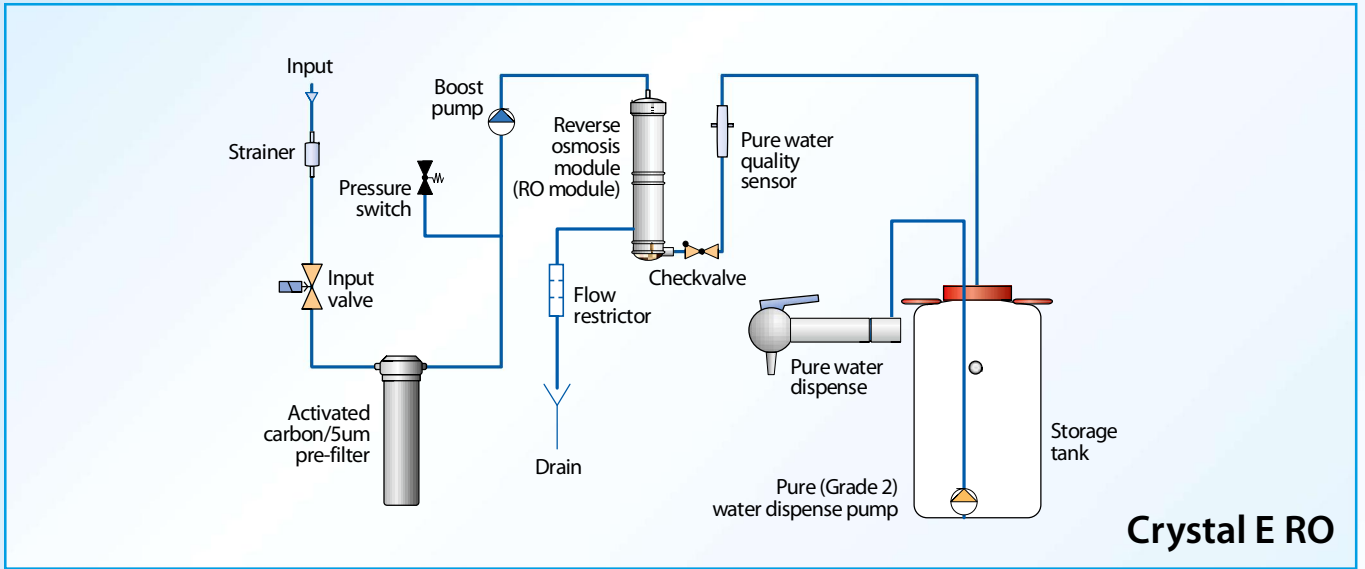 Input
Strainer
Input
valve
Activated
carbon/5um
pre-filter
Pressure
switch
Boost
pump
Reverse
osmosis
module
(RO module)
Flow
restrictor
Drain
Checkvalve
Pure water
quality
sensor
Pure water
dispense
Storage
tank
Pure (Grade 2)
water dispense pump
Crystal E RO